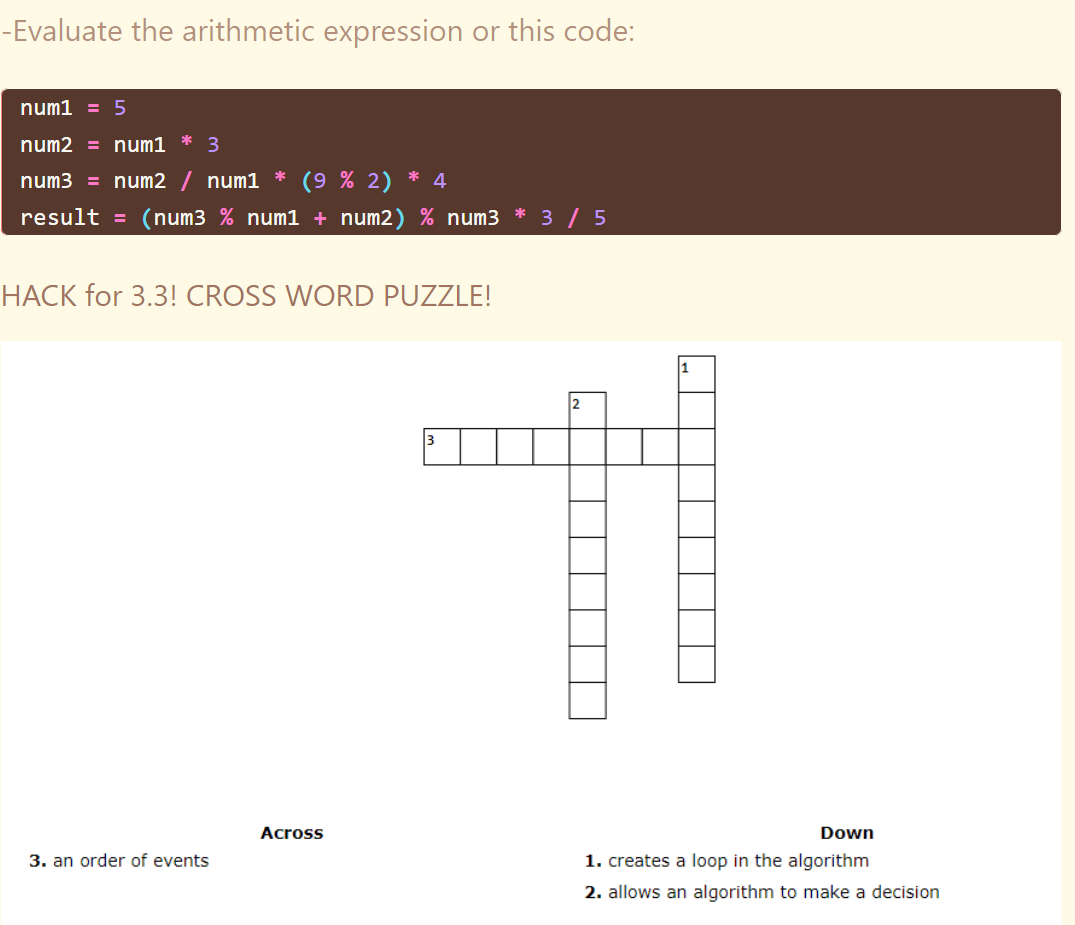 -Evaluate the arithmetic expression or this code:
num1 = 5
num2 = num1 * 3
num3 = num2 / num1 * (9 % 2) * 4
result = (num3 % num1 + num2) % num3 * 3 / 5
HACK for 3.3! CROSS WORD PUZZLE!
1
2
3
Across
3. an order of events
Down
1. creates a loop in the algorithm
2. allows an algorithm to make a decision